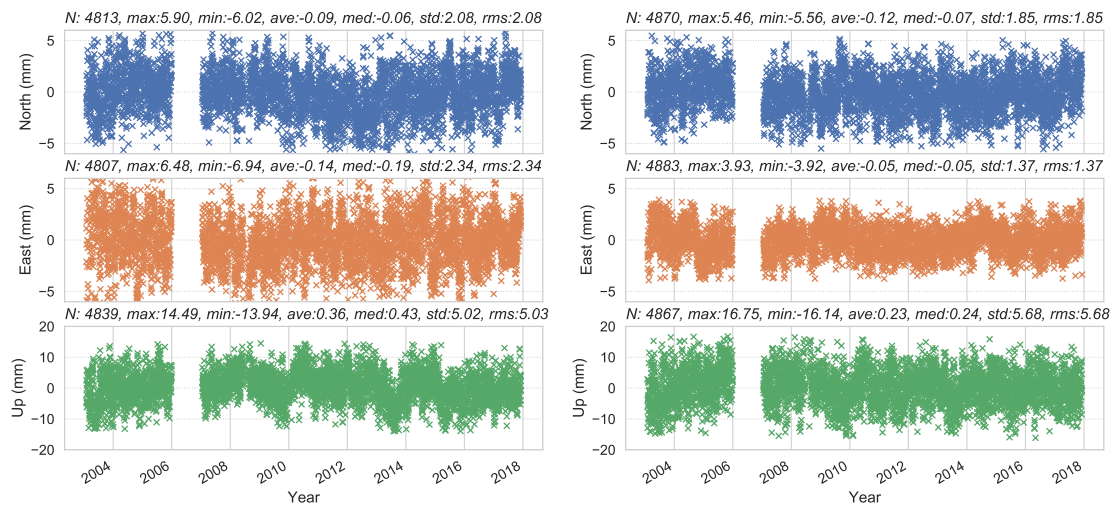 N: 4813, max:5.90, min:-6.02, ave:-0.09, med:-0.06, std:2.08, rms:2.08
5
0
−5
North (mm)
N: 4807, max:6.48, min:-6.94, ave:-0.14, med:-0.19, std:2.34, rms:2.34
5
0
−5
East (mm)
N: 4839, max:14.49, min:-13.94, ave:0.36, med:0.43, std:5.02, rms:5.03
20
10
0
−10
−20
Up (mm)
2004 2006 2008 2010 2012 2014 2016 2018
Year
N: 4870, max:5.46, min:-5.56, ave:-0.12, med:-0.07, std:1.85, rms:1.85
5
0
−5
North (mm)
N: 4883, max:3.93, min:-3.92, ave:-0.05, med:-0.05, std:1.37, rms:1.37
5
0
−5
East (mm)
N: 4867, max:16.75, min:-16.14, ave:0.23, med:0.24, std:5.68, rms:5.68
20
10
0
−10
−20
Up (mm)
2004 2006 2008 2010 2012 2014 2016 2018
Year